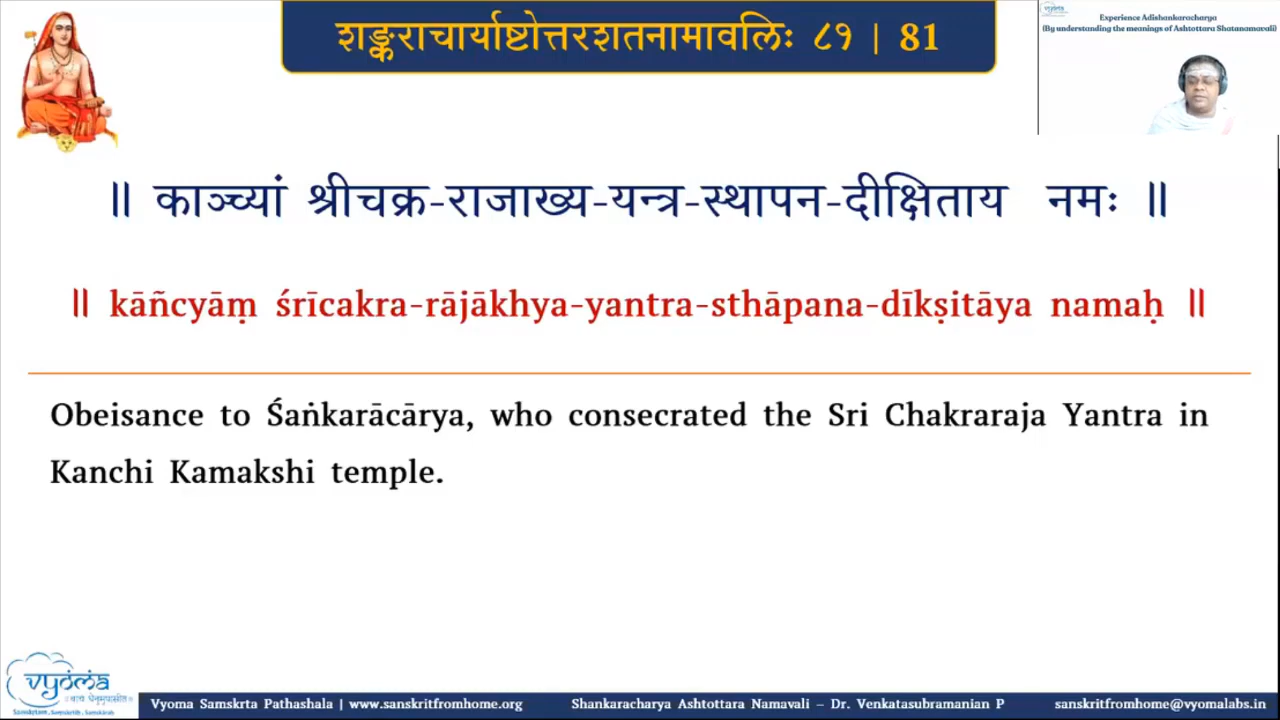 शङ्कराचार्याष्टोत्तरशतनामावलिः ८१ | 81
Experience Adishankaracharya
(By understanding the meanings of Ashtottara Shatanamavali)
॥ काञ्च्यां श्रीचक्र-राजाख्य-यन्त्र-स्थापन-दीक्षिताय नमः ॥
॥ kāñcyāṃ śrīcakra-rājākhya-yantra-sthāpana-dīkṣitāya namaḥ ॥
Obeisance to Śaṅkarācārya, who consecrated the Sri Chakraraja Yantra in
Kanchi Kamakshi temple.
vyoma
Vyoma Samskrta Pathashala | www.sanskritfromhome.org Shankaracharya Ashtottara Namavali – Dr. Venkatasubramanian P sanskritfromhome@vyomalabs.in